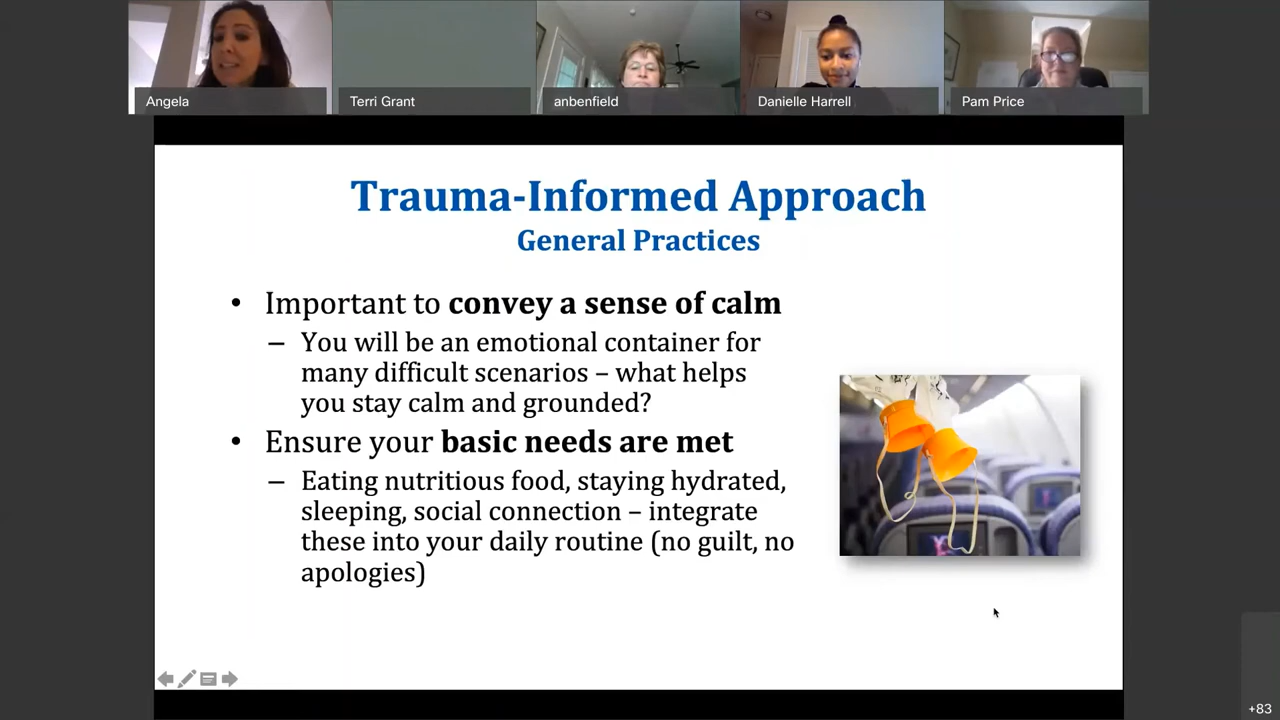 Angela
Terri Grant
anbenfield
Danielle Harrell
Pam Price
Trauma-Informed Approach
General Practices
• Important to convey a sense of calm
– You will be an emotional container for
many difficult scenarios – what helps
you stay calm and grounded?
• Ensure your basic needs are met
– Eating nutritious food, staying hydrated,
sleeping, social connection – integrate
these into your daily routine (no guilt, no
apologies)
+83